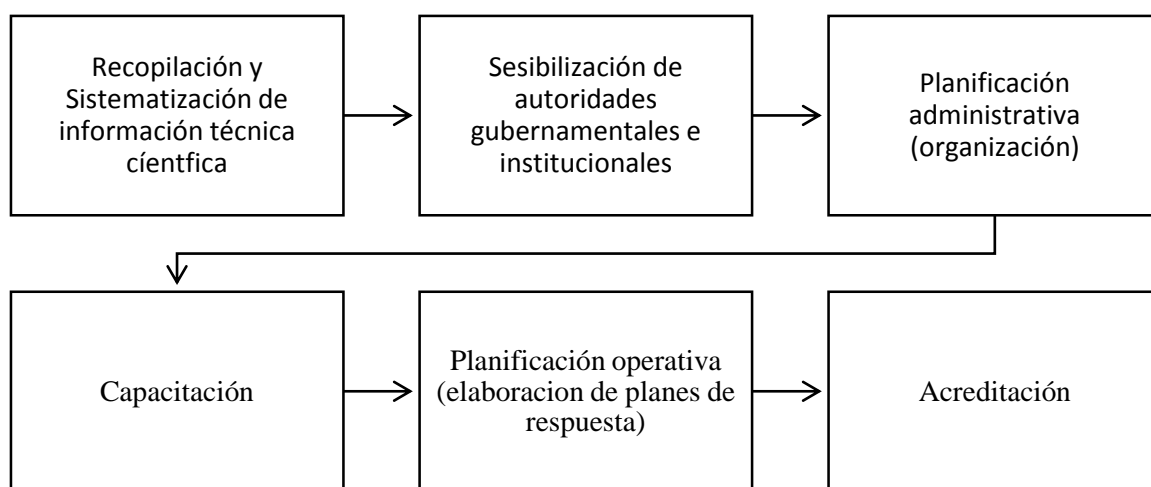 Recopilación y
Sistematización de
información técnica
cíentfica
Sesibilización de
autoridades
gubernamentales e
institucionales
Planificación
administrativa
(organización)
Capacitación
Planificación operativa
(elaboracion de planes de
respuesta)
Acreditación